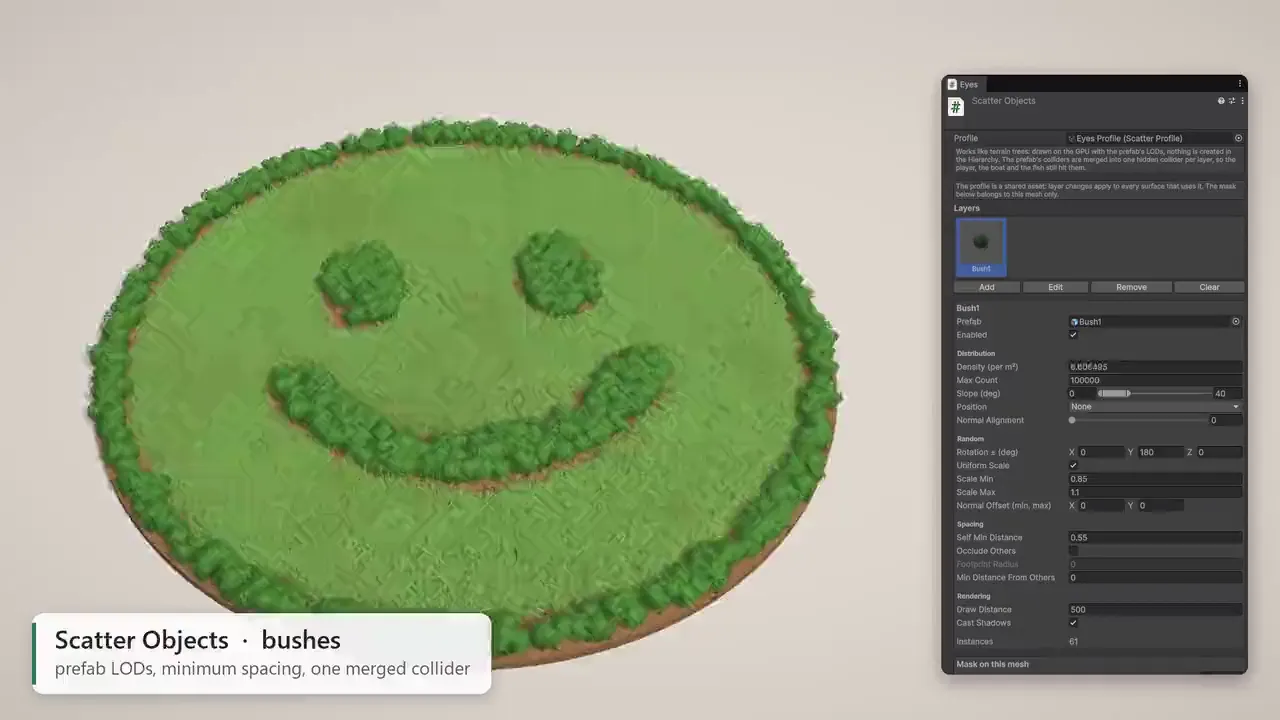 Eyes
Scatter Objects
Profile
Eyes Profile (Scatter Profile)
Works like terrain trees: drawn on the GPU with the prefab's LODs, nothing is created in
the Hierarchy. The prefab's colliders are merged into one hidden collider per layer, so the
player, the boat and the fish still hit them.
The profile is a shared asset: layer changes apply to every surface that uses it. The mask
below belongs to this mesh only.
Layers
Bush1
Add Edit Remove Clear
Bush1
Prefab Bush1
Enabled
Distribution
Density (per m²)
Max Count 100000
Slope (deg) 0 40
Position None
Normal Alignment 0
Random
Rotation ± (deg) X 0 Y 180 Z 0
Uniform Scale
Scale Min 0.85
Scale Max 1.1
Normal Offset (min, max) X 0 Y 0
Spacing
Self Min Distance 0.55
Occlude Others
Footprint Radius 0
Min Distance From Others 0
Rendering
Draw Distance 500
Cast Shadows
Instances 61
Mask on this mesh
Scatter Objects · bushes
prefab LODs, minimum spacing, one merged collider